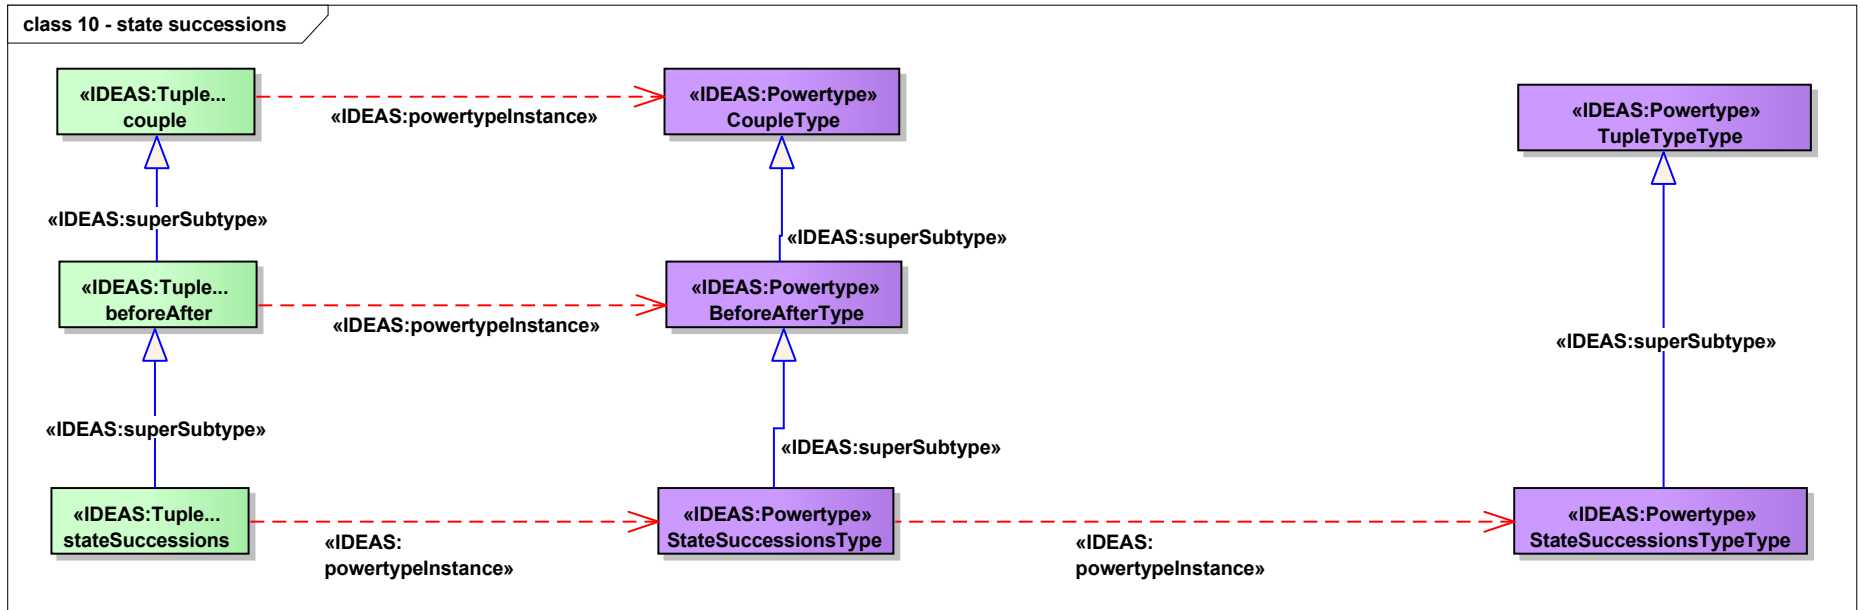 class 10 - state successions
«IDEAS:Tuple...
couple
«IDEAS:powertypeInstance»
«IDEAS:Powertype»
CoupleType
«IDEAS:Powertype»
TupleTypeType
«IDEAS:superSubtype»
«IDEAS:superSubtype»
«IDEAS:Tuple...
beforeAfter
«IDEAS:powertypeInstance»
«IDEAS:Powertype»
BeforeAfterType
«IDEAS:superSubtype»
«IDEAS:superSubtype»
«IDEAS:superSubtype»
«IDEAS:Tuple...
stateSuccessions
«IDEAS:
powertypeInstance»
«IDEAS:Powertype»
StateSuccessionsType
«IDEAS:
powertypeInstance»
«IDEAS:Powertype»
StateSuccessionsTypeType